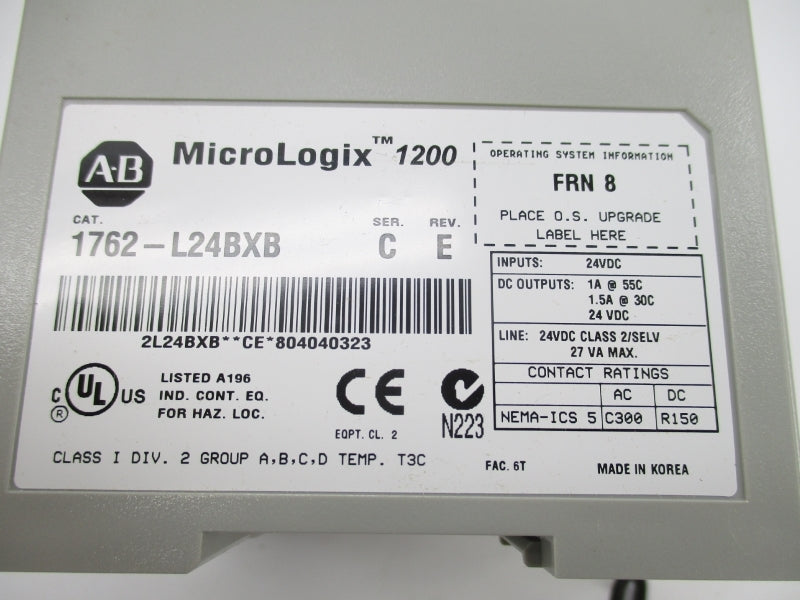 A-B
MicroLogix™ 1200
CAT.
1762-L24BXB
SER.
C
REV.
E
OPERATING SYSTEM INFORMATION
FRN 8
PLACE O.S. UPGRADE
LABEL HERE
2L24BXB**CE*804040323
INPUTS: 24VDC
DC OUTPUTS: 1A @ 55C
1.5A @ 30C
24 VDC
LINE: 24VDC CLASS 2/SELV
27 VA MAX.
CONTACT RATINGS
AC DC
NEMA-ICS 5 C300 R150
C UL US
®
LISTED A196
IND. CONT. EQ.
FOR HAZ. LOC.
CE
EQPT. CL. 2
N223
CLASS I DIV. 2 GROUP A,B,C,D TEMP. T3C
FAC. 6T
MADE IN KOREA